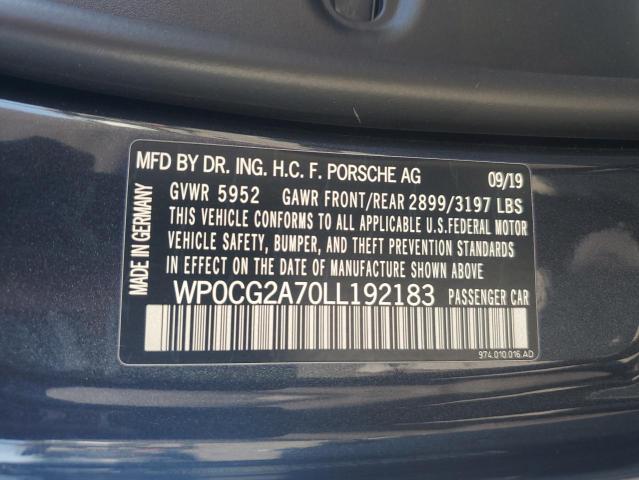 MADE IN GERMANY
MFD BY DR. ING. H.C. F. PORSCHE AG 09/19
GVWR 5952 GAWR FRONT/REAR 2899/3197 LBS
THIS VEHICLE CONFORMS TO ALL APPLICABLE U.S.FEDERAL MOTOR
VEHICLE SAFETY, BUMPER, AND THEFT PREVENTION STANDARDS
IN EFFECT ON THE DATE OF MANUFACTURE SHOWN ABOVE
WP0CG2A70LL192183 PASSENGER CAR
974.010.016.AD